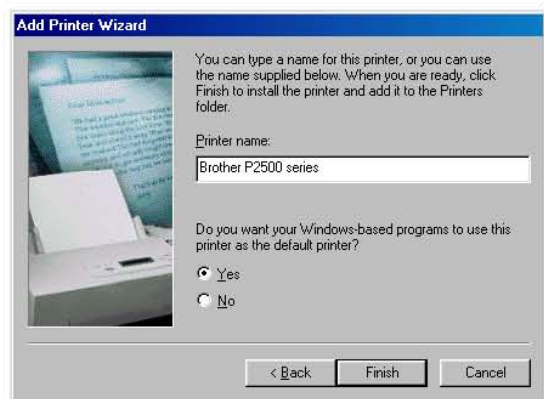 Add Printer Wizard
You can type a name for this printer, or you can use
the name supplied below. When you are ready, click
Finish to install the printer and add it to the Printers
folder.
Printer name:
Brother P2500 series
Do you want your Windows-based programs to use this
printer as the default printer?
Yes
No
< Back
Finish
Cancel